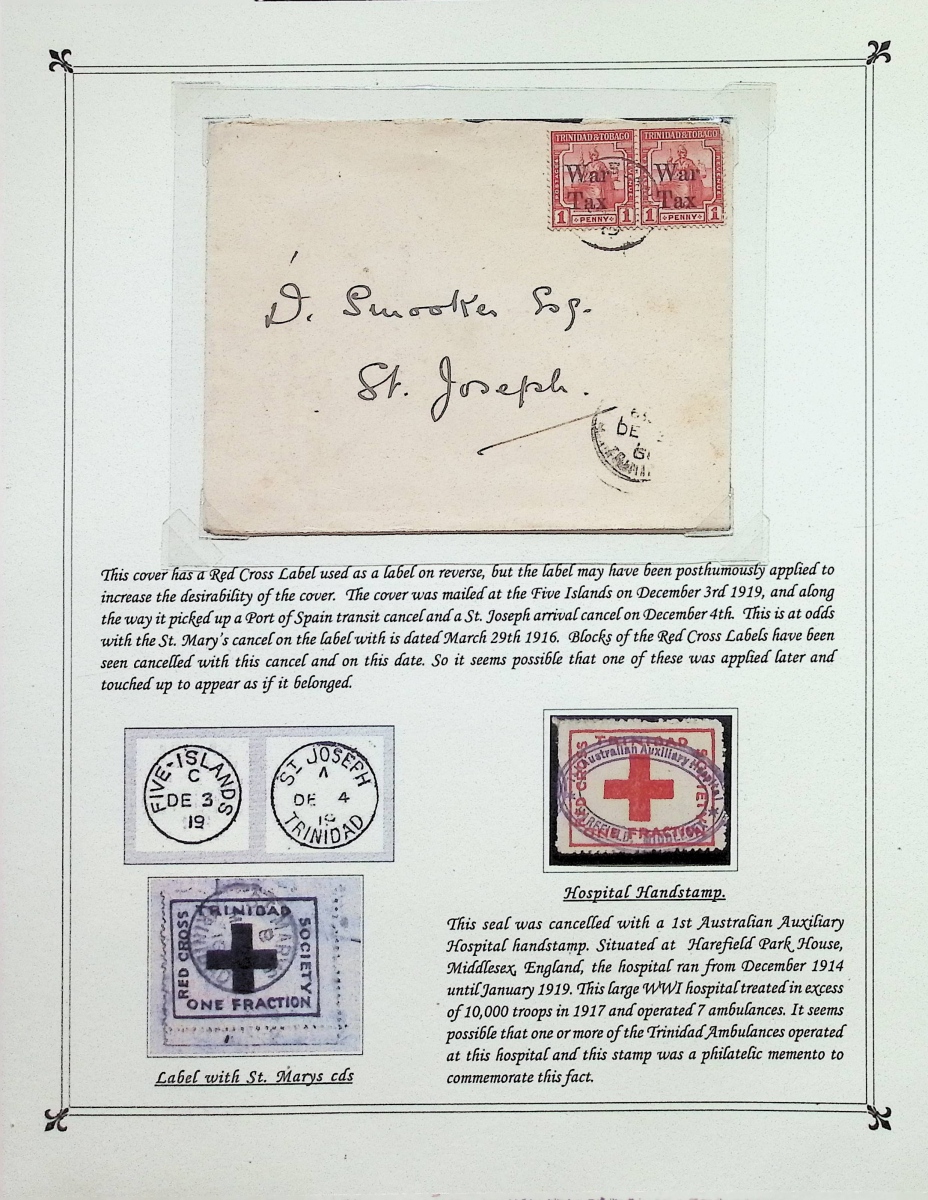 TRINIDAD & TOBAGO TRINIDAD & TOBAGO
POSTAGE REVENUE
War War
Tax Tax
1 PENNY 1 1 PENNY 1
19
D. Smooker Esq.
St. Joseph.
DE
This cover has a Red Cross Label used as a label on reverse, but the label may have been posthumously applied to
increase the desirability of the cover. The cover was mailed at the Five Islands on December 3rd 1919, and along
the way it picked up a Port of Spain transit cancel and a St. Joseph arrival cancel on December 4th. This is at odds
with the St. Mary's cancel on the label with is dated March 29th 1916. Blocks of the Red Cross Labels have been
seen cancelled with this cancel and on this date. So it seems possible that one of these was applied later and
touched up to appear as if it belonged.
FIVE-ISLANDS
C
DE 3
19
ST JOSEPH
A
DE 4
19
TRINIDAD
TRINIDAD
RED CROSS
SOCIETY
ONE FRACTION
Label with St. Marys cds
TRINIDAD
RED CROSS
SOCIETY
ONE FRACTION
Australian Auxiliary Hospital
HAREFIELD, MIDDLESEX
Hospital Handstamp.
This seal was cancelled with a 1st Australian Auxiliary
Hospital handstamp. Situated at Harefield Park House,
Middlesex, England, the hospital ran from December 1914
until January 1919. This large WWI hospital treated in excess
of 10,000 troops in 1917 and operated 7 ambulances. It seems
possible that one or more of the Trinidad Ambulances operated
at this hospital and this stamp was a philatelic memento to
commemorate this fact.